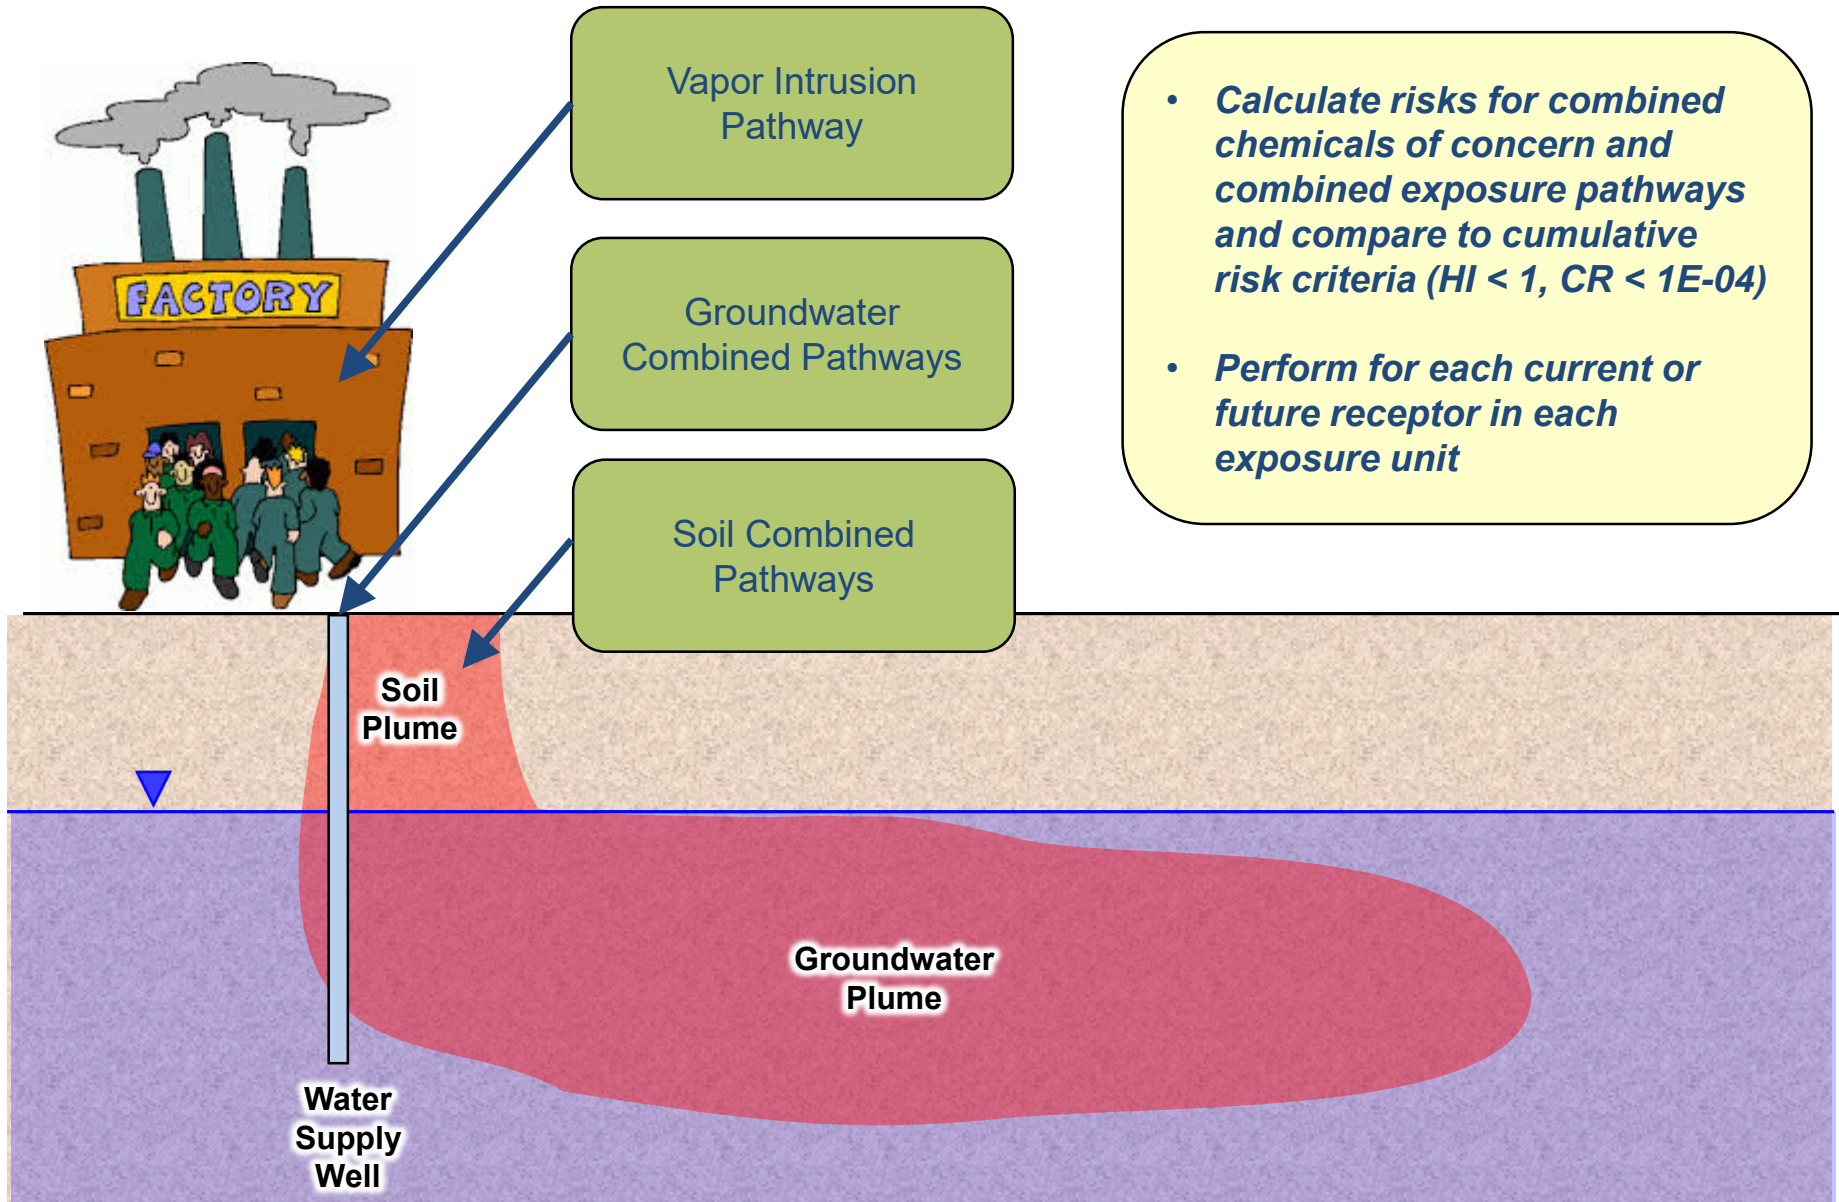 Vapor Intrusion
Pathway
FACTORY
Groundwater
Combined Pathways
Soil Combined
Pathways
• Calculate risks for combined
chemicals of concern and
combined exposure pathways
and compare to cumulative
risk criteria (HI < 1, CR < 1E-04)
• Perform for each current or
future receptor in each
exposure unit
Soil
Plume
Groundwater
Plume
Water
Supply
Well